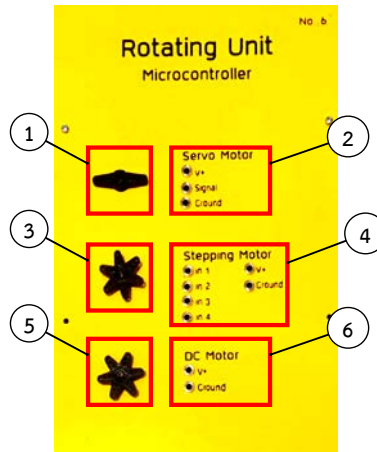 No 6
Rotating Unit
Microcontroller
1
2
Servo Motor
V+
Signal
Ground
3
4
Stepping Motor
in 1
V+
in 2
Ground
in 3
in 4
5
6
DC Motor
V+
Ground